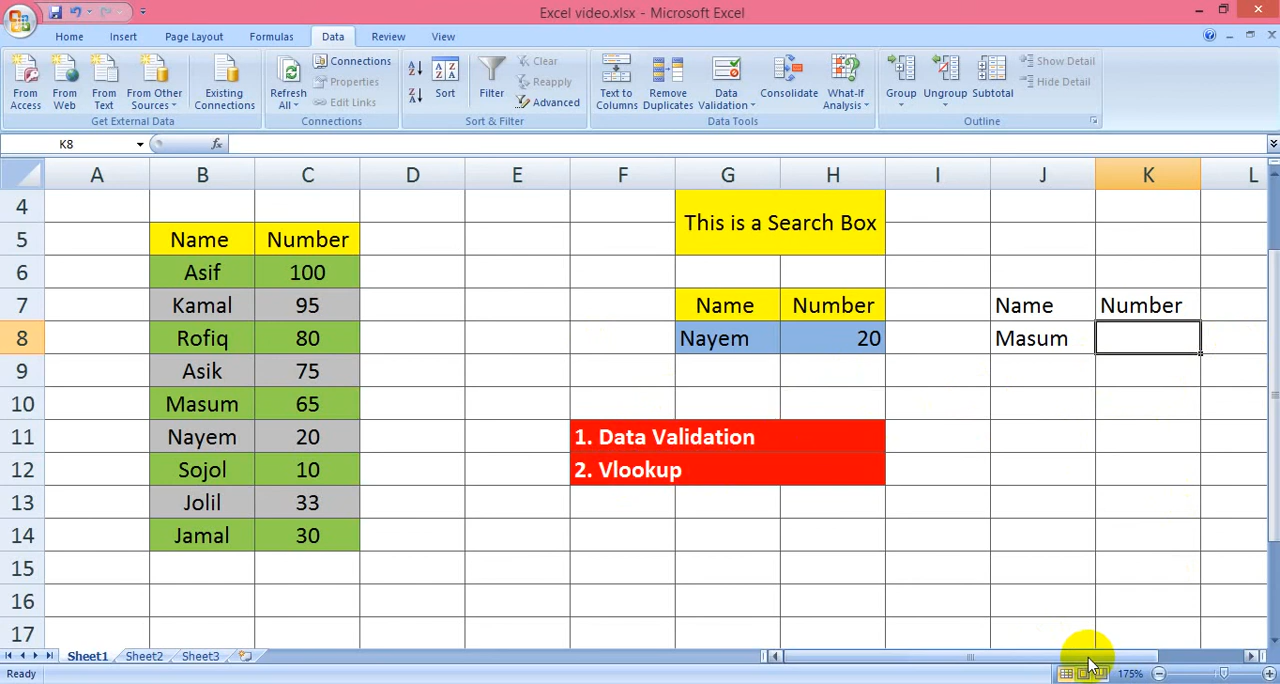 Excel video.xlsx - Microsoft Excel
Home Insert Page Layout Formulas Data Review View
From Access
From Web
From Text
From Other Sources
Existing Connections
Get External Data
Refresh All
Connections
Properties
Edit Links
Connections
Sort
Filter
Clear
Reapply
Advanced
Sort & Filter
Text to Columns
Remove Duplicates
Data Validation
Consolidate
What-If Analysis
Data Tools
Group
Ungroup
Subtotal
Show Detail
Hide Detail
Outline
K8 fx
A B C D E F G H I J K L
4 This is a Search Box
5 Name Number
6 Asif 100
7 Kamal 95 Name Number Name Number
8 Rofiq 80 Nayem 20 Masum
9 Asik 75
10 Masum 65
11 Nayem 20 1. Data Validation
12 Sojol 10 2. Vlookup
13 Jolil 33
14 Jamal 30
15
16
17
Sheet1 Sheet2 Sheet3
Ready 175%